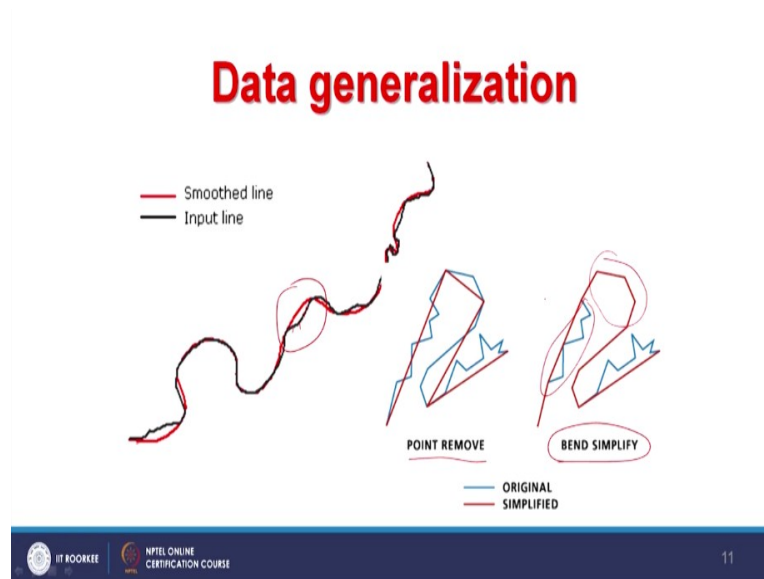 Data generalization
Smoothed line
Input line
POINT REMOVE
BEND SIMPLIFY
ORIGINAL
SIMPLIFIED
IIT ROORKEE
NPTEL ONLINE
CERTIFICATION COURSE
11